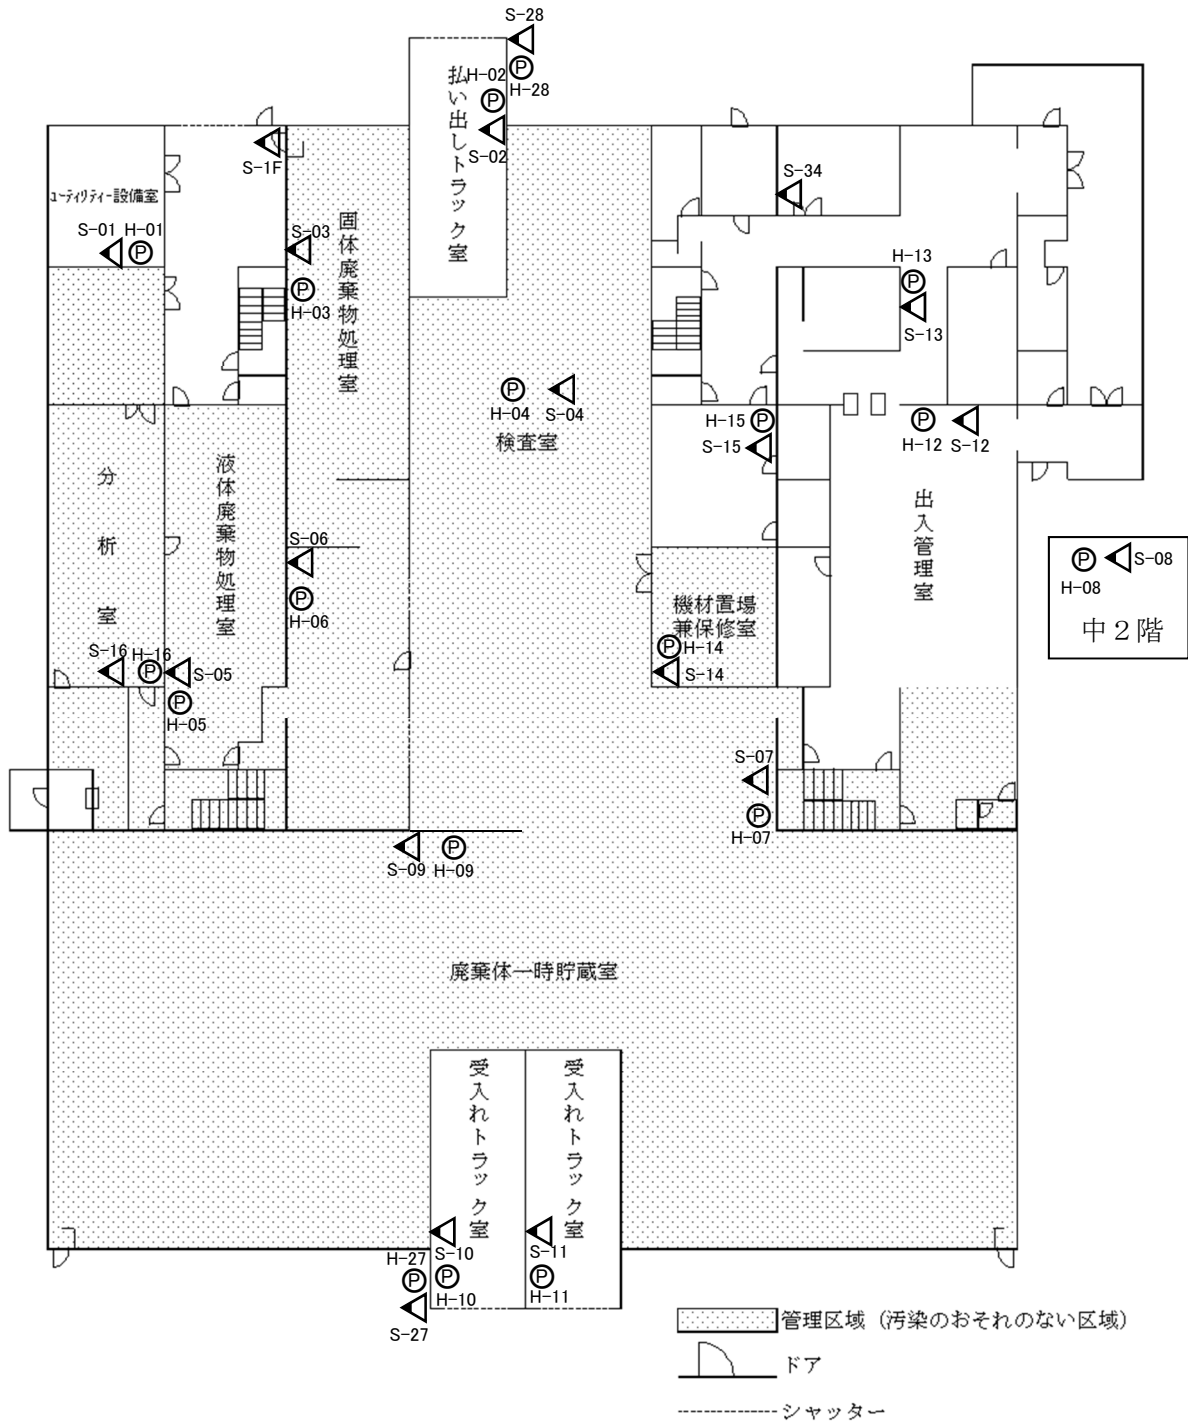 S-28
P
H-28
H-02
P
S-02
払い出しトラック室
S-1F
ユーティリティー設備室
S-01
H-01
P
S-03
P
H-03
固体廃棄物処理室
S-34
H-13
P
S-13
P
H-04
S-04
検査室
H-15
P
S-15
P
H-12
S-12
分析室
液体廃棄物処理室
出入管理室
S-06
P
H-06
P
S-08
H-08
中2階
機材置場
兼保修室
P
H-14
S-14
S-16
H-16
P
S-05
P
H-05
S-07
P
H-07
S-09
P
H-09
廃棄体一時貯蔵室
受入れトラック室
受入れトラック室
S-10
P
H-10
S-11
P
H-11
H-27
P
S-27
管理区域（汚染のおそれのない区域）
ドア
シャッター